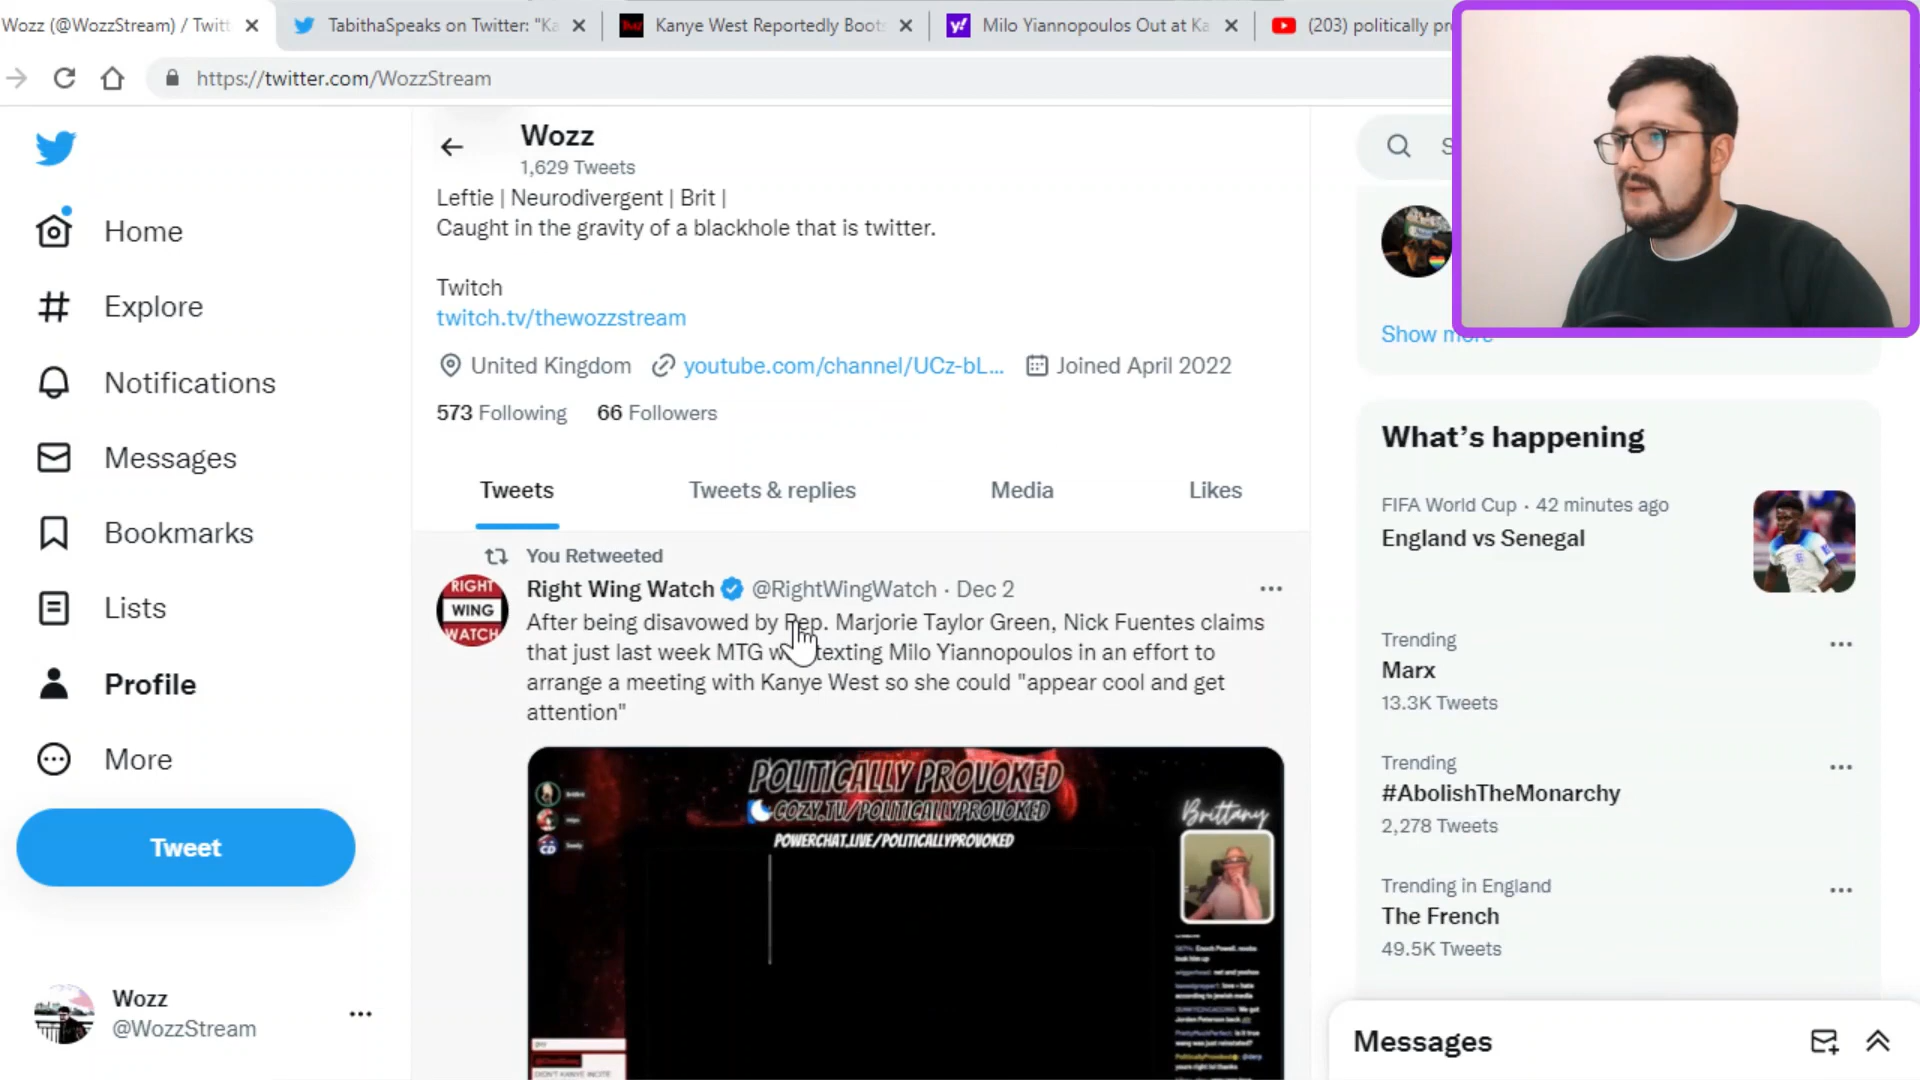 Wozz (@WozzStream) / Twitt
TabithaSpeaks on Twitter: "Ka
Kanye West Reportedly Boots
Milo Yiannopoulos Out at Ka
(203) politically pr
https://twitter.com/WozzStream
Wozz
1,629 Tweets
Leftie | Neurodivergent | Brit |
Caught in the gravity of a blackhole that is twitter.
Twitch
twitch.tv/thewozzstream
United Kingdom
youtube.com/channel/UCz-bL...
Joined April 2022
573 Following
66 Followers
Tweets
Tweets & replies
Media
Likes
You Retweeted
Right Wing Watch @RightWingWatch · Dec 2
After being disavowed by Rep. Marjorie Taylor Green, Nick Fuentes claims
that just last week MTG texting Milo Yiannopoulos in an effort to
arrange a meeting with Kanye West so she could "appear cool and get
attention"
RIGHT
WING
WATCH
POLITICALLY PROVOKED
COZY.TV/POLITICALLYPROVOKED
POWERCHAT.LIVE/POLITICALLYPROVOKED
Brittany
Home
Explore
Notifications
Messages
Bookmarks
Lists
Profile
More
Tweet
Wozz
@WozzStream
Show more
What's happening
FIFA World Cup · 42 minutes ago
England vs Senegal
Trending
Marx
13.3K Tweets
Trending
#AbolishTheMonarchy
2,278 Tweets
Trending in England
The French
49.5K Tweets
Messages